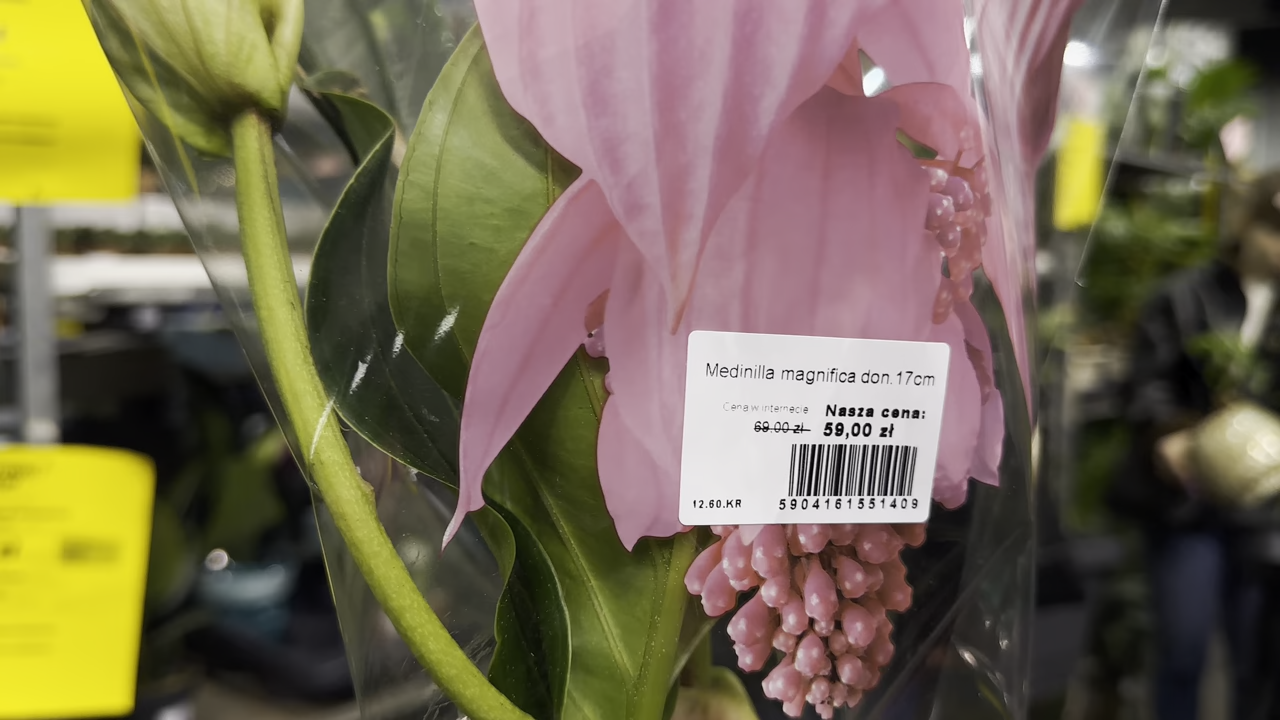 Medinilla magnifica don.17cm
Cena w internecie Nasza cena:
69.00 zł 59,00 zł
12.60.KR 5904161551409